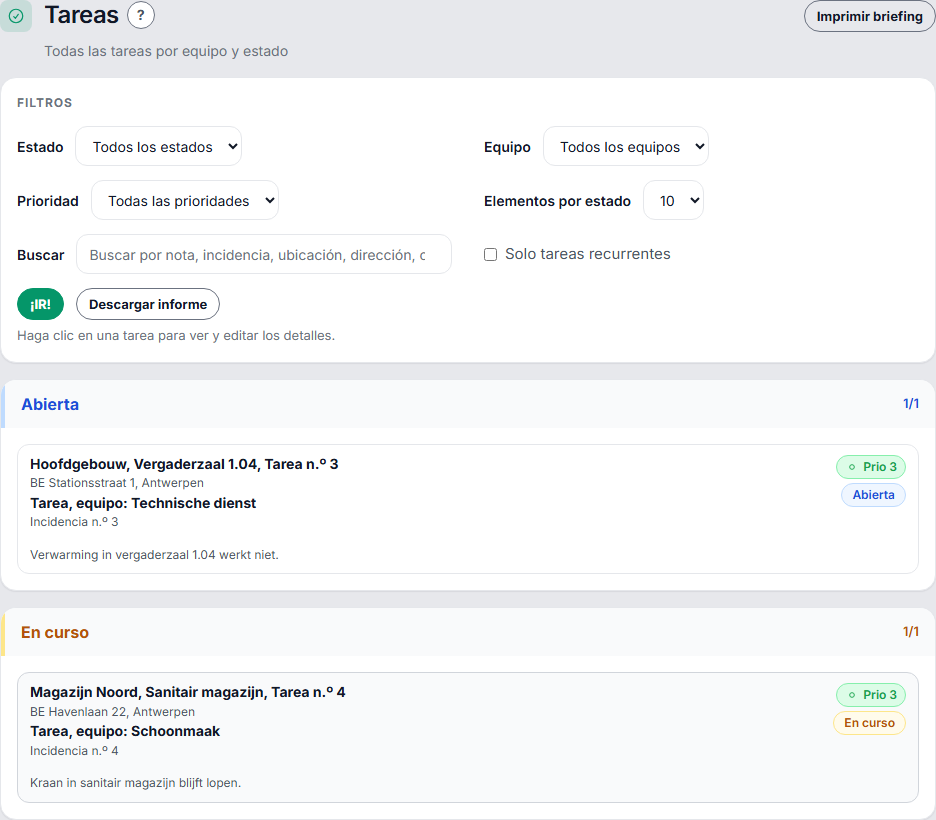 Tareas ?
Imprimir briefing
Todas las tareas por equipo y estado
FILTROS
Estado Todos los estados
Equipo Todos los equipos
Prioridad Todas las prioridades
Elementos por estado 10
Buscar Buscar por nota, incidencia, ubicación, dirección, c
Solo tareas recurrentes
¡IR! Descargar informe
Haga clic en una tarea para ver y editar los detalles.
Abierta 1/1
Hoofdgebouw, Vergaderzaal 1.04, Tarea n.º 3
Prio 3
BE Stationsstraat 1, Antwerpen
Abierta
Tarea, equipo: Technische dienst
Incidencia n.º 3
Verwarming in vergaderzaal 1.04 werkt niet.
En curso 1/1
Magazijn Noord, Sanitair magazijn, Tarea n.º 4
Prio 3
BE Havenlaan 22, Antwerpen
En curso
Tarea, equipo: Schoonmaak
Incidencia n.º 4
Kraan in sanitair magazijn blijft lopen.